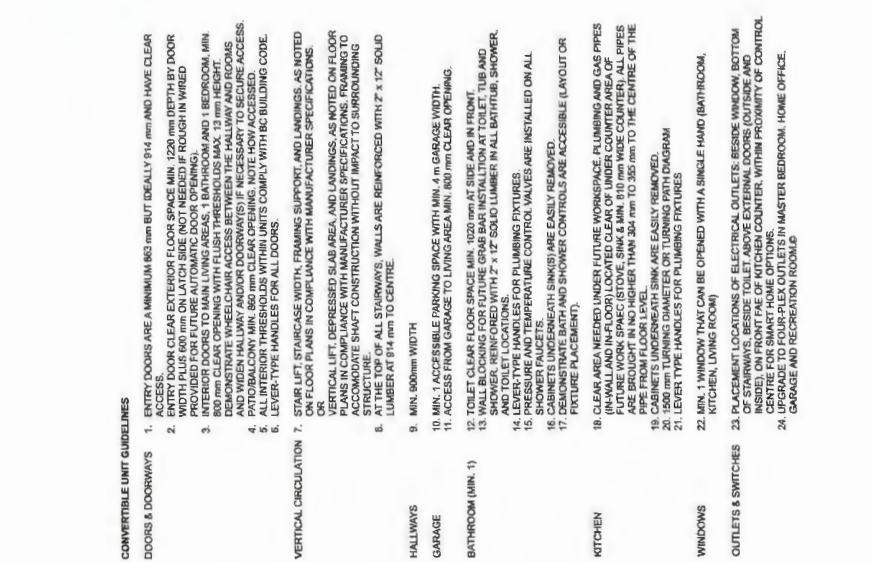 CONVERTIBLE UNIT GUIDELINES
DOORS & DOORWAYS 1. ENTRY DOORS ARE A MINIMUM 863 mm BUT IDEALLY 914 mm AND HAVE CLEAR
ACCESS.
2. ENTRY DOOR CLEAR EXTERIOR FLOOR SPACE MIN. 1220 mm DEPTH BY DOOR
WIDTH PLUS 600 mm ON LATCH SIDE (NOT NEEDED IF ROUGH IN WIRED
PROVIDED FOR FUTURE AUTOMATIC DOOR OPENING).
3. INTERIOR DOORS TO MAIN LIVING AREAS, 1 BATHROOM AND 1 BEDROOM, MIN.
800 mm CLEAR OPENING WITH FLUSH THRESHOLDS MAX. 13 mm HEIGHT.
DEMONSTRATE WHEELCHAIR ACCESS BETWEEN THE HALLWAY AND ROOMS
AND WIDEN HALLWAY AND/OR DOORWAY(S) IF NECESSARY TO SECURE ACCESS.
4. PATIO/BALCONY MIN. 860 mm CLEAR OPENING. NOTE HOW ACCESSED.
5. ALL INTERIOR THRESHOLDS WITHIN UNITS COMPLY WITH BC BUILDING CODE.
6. LEVER-TYPE HANDLES FOR ALL DOORS.
VERTICAL CIRCULATION 7. STAIR LIFT, STAIRCASE WIDTH, FRAMING SUPPORT, AND LANDINGS, AS NOTED
ON FLOOR PLANS IN COMPLIANCE WITH MANUFACTURER SPECIFICATIONS.
OR
VERTICAL LIFT, DEPRESSED SLAB AREA, AND LANDINGS, AS NOTED ON FLOOR
PLANS IN COMPLIANCE WITH MANUFACTURER SPECIFICATIONS. FRAMING TO
ACCOMODATE SHAFT CONSTRUCTION WITHOUT IMPACT TO SURROUNDING
STRUCTURE.
8. AT THE TOP OF ALL STAIRWAYS, WALLS ARE REINFORCED WITH 2" x 12" SOLID
LUMBER AT 914 mm TO CENTRE.
HALLWAYS 9. MIN. 900mm WIDTH
GARAGE 10. MIN. 1 ACCESSIBLE PARKING SPACE WITH MIN. 4 m GARAGE WIDTH.
11. ACCESS FROM GARAGE TO LIVING AREA MIN. 800 mm CLEAR OPENING.
BATHROOM (MIN. 1) 12. TOILET CLEAR FLOOR SPACE MIN. 1020 mm AT SIDE AND IN FRONT.
13. WALL BLOCKING FOR FUTURE GRAB BAR INSTALLTION AT TOILET, TUB AND
SHOWER. REINFORCED WITH 2" x 12" SOLID LUMBER IN ALL BATHTUB, SHOWER,
AND TOILET LOCATIONS.
14. LEVER-TYPE HANDLES FOR PLUMBING FIXTURES.
15. PRESSURE AND TEMPERATURE CONTROL VALVES ARE INSTALLED ON ALL
SHOWER FAUCETS.
16. CABINETS UNDERNEATH SINK(S) ARE EASILY REMOVED.
17. DEMONSTRATE BATH AND SHOWER CONTROLS ARE ACCESIBLE (LAYOUT OR
FIXTURE PLACEMENT).
KITCHEN 18. CLEAR AREA NEEDED UNDER FUTURE WORKSPACE. PLUMBING AND GAS PIPES
(IN-WALL AND IN-FLOOR) LOCATED CLEAR OF UNDER COUNTER AREA OF
FUTURE WORK SPAEC (STOVE, SINK & MIN. 810 mm WIDE COUNTER). ALL PIPES
ARE BROUGHT IN NO HIGHER THAN 304 mm TO 355 mm TO THE CENTRE OF THE
PIPE FROM FLOOR LEVEL.
19. CABINETS UNDERNEATH SINK ARE EASILY REMOVED.
20. 1500 mm TURNING DIAMETER OR TURNING PATH DIAGRAM
21. LEVER TYPE HANDLES FOR PLUMBING FIXTURES
WINDOWS 22. MIN. 1 WINDOW THAT CAN BE OPENED WITH A SINGLE HAND (BATHROOM,
KITCHEN, LIVING ROOM)
OUTLETS & SWITCHES 23. PLACEMENT LOCATIONS OF ELECTRICAL OUTLETS: BESIDE WINDOW, BOTTOM
OF STAIRWAYS, BESIDE TOILET, ABOVE EXTERNAL DOORS (OUTSIDE AND
INSIDE), ON FRONT FACE OF KITCHEN COUNTER, WITHIN PROXIMITY OF CONTROL
CENTRE FOR SMART HOME OPTIONS.
24. UPGRADE TO FOUR-PLEX OUTLETS IN MASTER BEDROOM, HOME OFFICE,
GARAGE AND RECREATION ROOM.